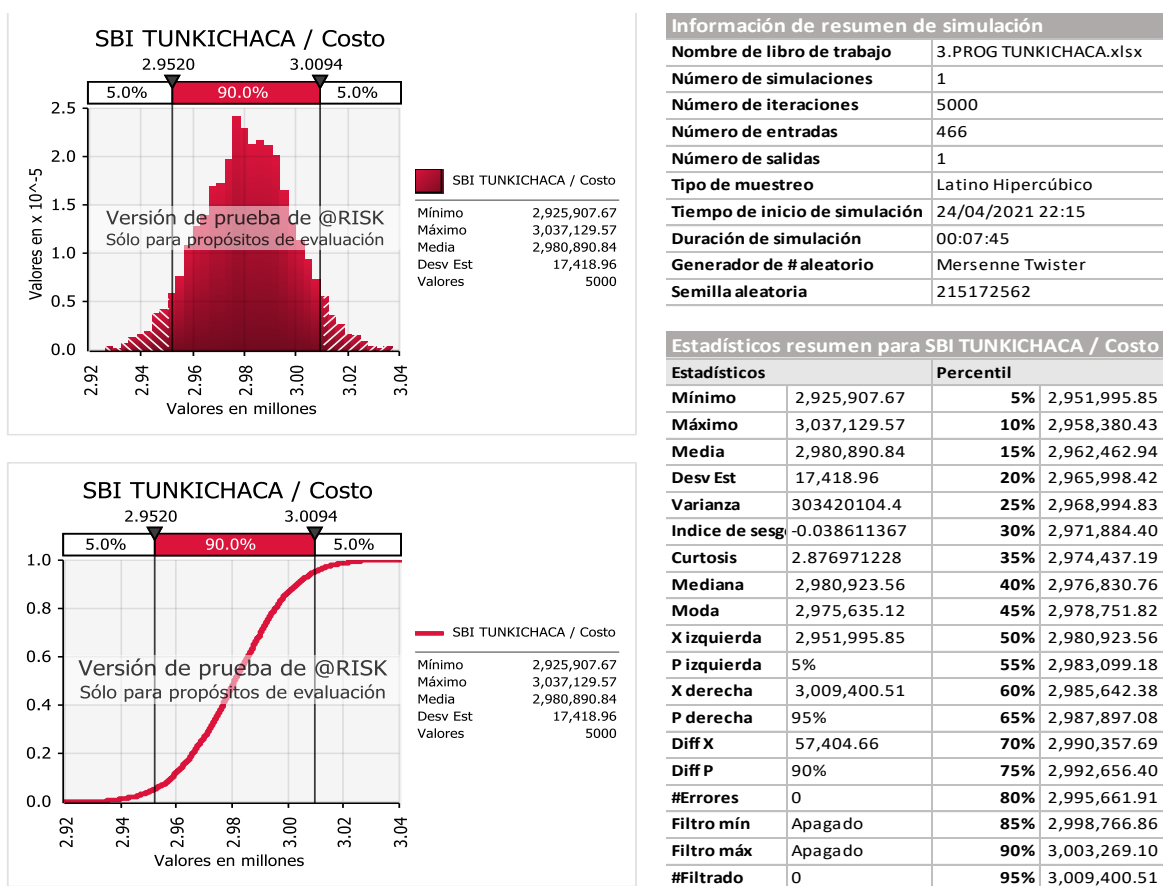 SBI TUNKICHACA / Costo
2.9520 3.0094
5.0% 90.0% 5.0%
2.5
2.0
1.5
1.0
0.5
0.0
Valores en x 10^-5
Versión de prueba de @RISK
Sólo para propósitos de evaluación
2.92 2.94 2.96 2.98 3.00 3.02 3.04
Valores en millones
SBI TUNKICHACA / Costo
Mínimo 2,925,907.67
Máximo 3,037,129.57
Media 2,980,890.84
Desv Est 17,418.96
Valores 5000
SBI TUNKICHACA / Costo
2.9520 3.0094
5.0% 90.0% 5.0%
1.0
0.8
0.6
0.4
0.2
0.0
Versión de prueba de @RISK
Sólo para propósitos de evaluación
2.92 2.94 2.96 2.98 3.00 3.02 3.04
Valores en millones
SBI TUNKICHACA / Costo
Mínimo 2,925,907.67
Máximo 3,037,129.57
Media 2,980,890.84
Desv Est 17,418.96
Valores 5000
Información de resumen de simulación
Nombre de libro de trabajo 3.PROG TUNKICHACA.xlsx
Número de simulaciones 1
Número de iteraciones 5000
Número de entradas 466
Número de salidas 1
Tipo de muestreo Latino Hipercúbico
Tiempo de inicio de simulación 24/04/2021 22:15
Duración de simulación 00:07:45
Generador de # aleatorio Mersenne Twister
Semilla aleatoria 215172562
Estadísticos resumen para SBI TUNKICHACA / Costo
Estadísticos Percentil
Mínimo 2,925,907.67 5% 2,951,995.85
Máximo 3,037,129.57 10% 2,958,380.43
Media 2,980,890.84 15% 2,962,462.94
Desv Est 17,418.96 20% 2,965,998.42
Varianza 303420104.4 25% 2,968,994.83
Indice de sesg -0.038611367 30% 2,971,884.40
Curtosis 2.876971228 35% 2,974,437.19
Mediana 2,980,923.56 40% 2,976,830.76
Moda 2,975,635.12 45% 2,978,751.82
X izquierda 2,951,995.85 50% 2,980,923.56
P izquierda 5% 55% 2,983,099.18
X derecha 3,009,400.51 60% 2,985,642.38
P derecha 95% 65% 2,987,897.08
Diff X 57,404.66 70% 2,990,357.69
Diff P 90% 75% 2,992,656.40
#Errores 0 80% 2,995,661.91
Filtro mín Apagado 85% 2,998,766.86
Filtro máx Apagado 90% 3,003,269.10
#Filtrado 0 95% 3,009,400.51